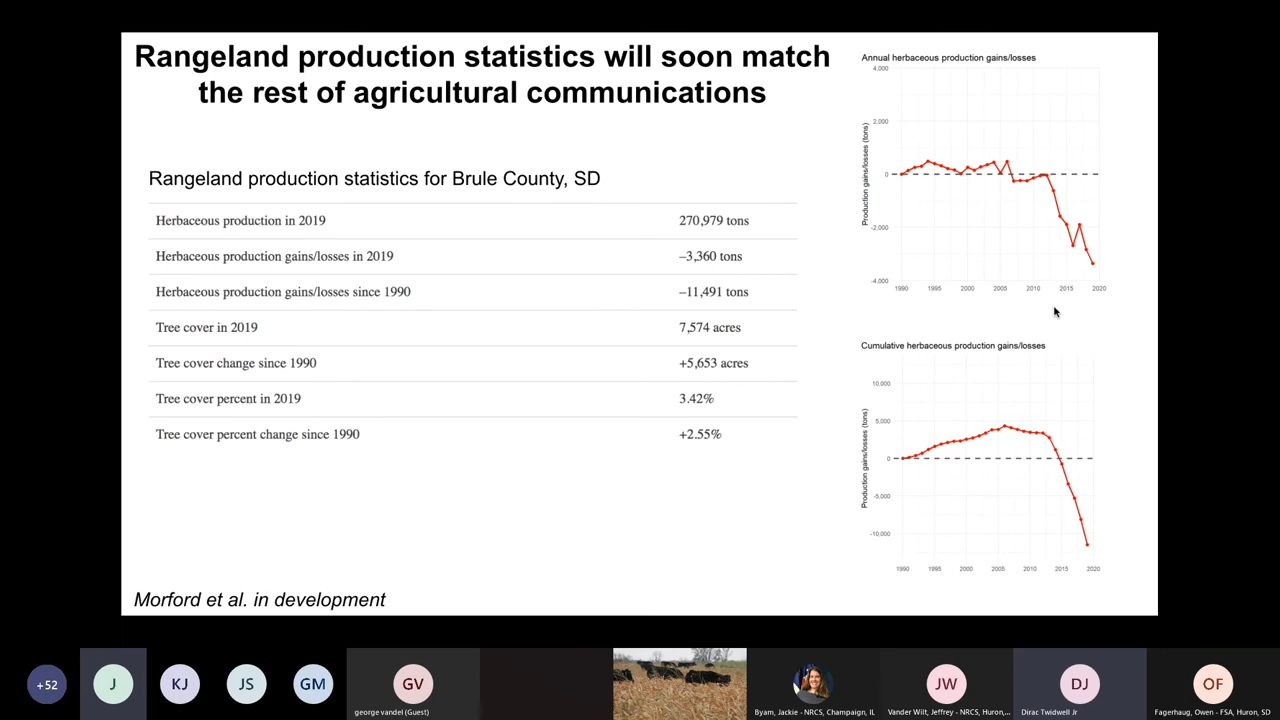 Rangeland production statistics will soon match
the rest of agricultural communications
Rangeland production statistics for Brule County, SD
Herbaceous production in 2019 270,979 tons
Herbaceous production gains/losses in 2019 –3,360 tons
Herbaceous production gains/losses since 1990 –11,491 tons
Tree cover in 2019 7,574 acres
Tree cover change since 1990 +5,653 acres
Tree cover percent in 2019 3.42%
Tree cover percent change since 1990 +2.55%
Morford et al. in development
Annual herbaceous production gains/losses
Production gains/losses (tons)
4,000
2,000
0
-2,000
-4,000
1990 1995 2000 2005 2010 2015 2020
Cumulative herbaceous production gains/losses
Production gains/losses (tons)
10,000
5,000
0
-5,000
-10,000
1990 1995 2000 2005 2010 2015 2020
+52 J KJ JS GM GV JW DJ OF
george vandel (Guest) Byam, Jackie - NRCS, Champaign, IL Vander Wilt, Jeffrey - NRCS, Huron,... Dirac Twidwell Jr Fagerhaug, Owen - FSA, Huron, SD